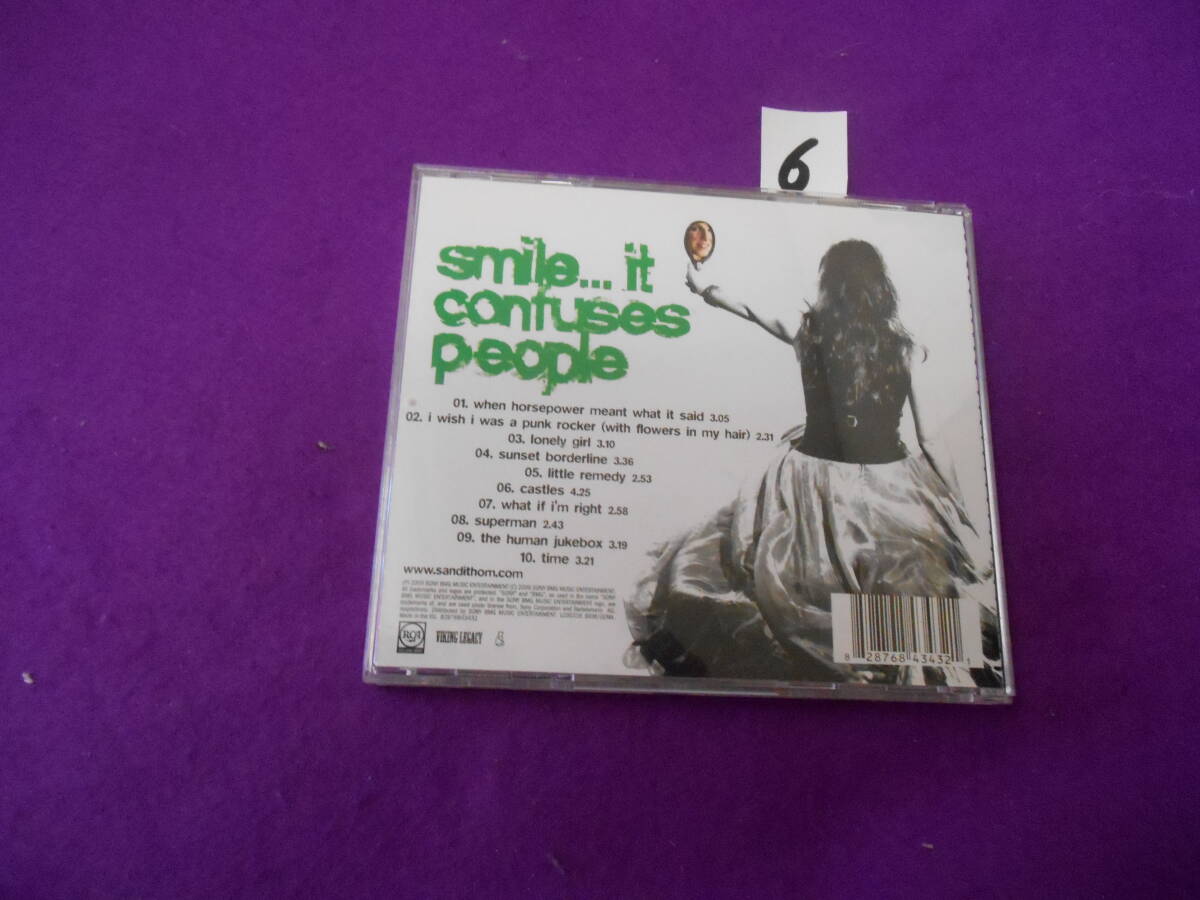 6
smile... it
confuses
people
01. when horsepower meant what it said 3.05
02. i wish i was a punk rocker (with flowers in my hair) 2.31
03. lonely girl 3.10
04. sunset borderline 3.36
05. little remedy 2.53
06. castles 4.25
07. what if i'm right 2.58
08. superman 2.43
09. the human jukebox 3.19
10. time 3.21
www.sandithom.com
RCA
VIKING LEGACY
8 28768 43432 1